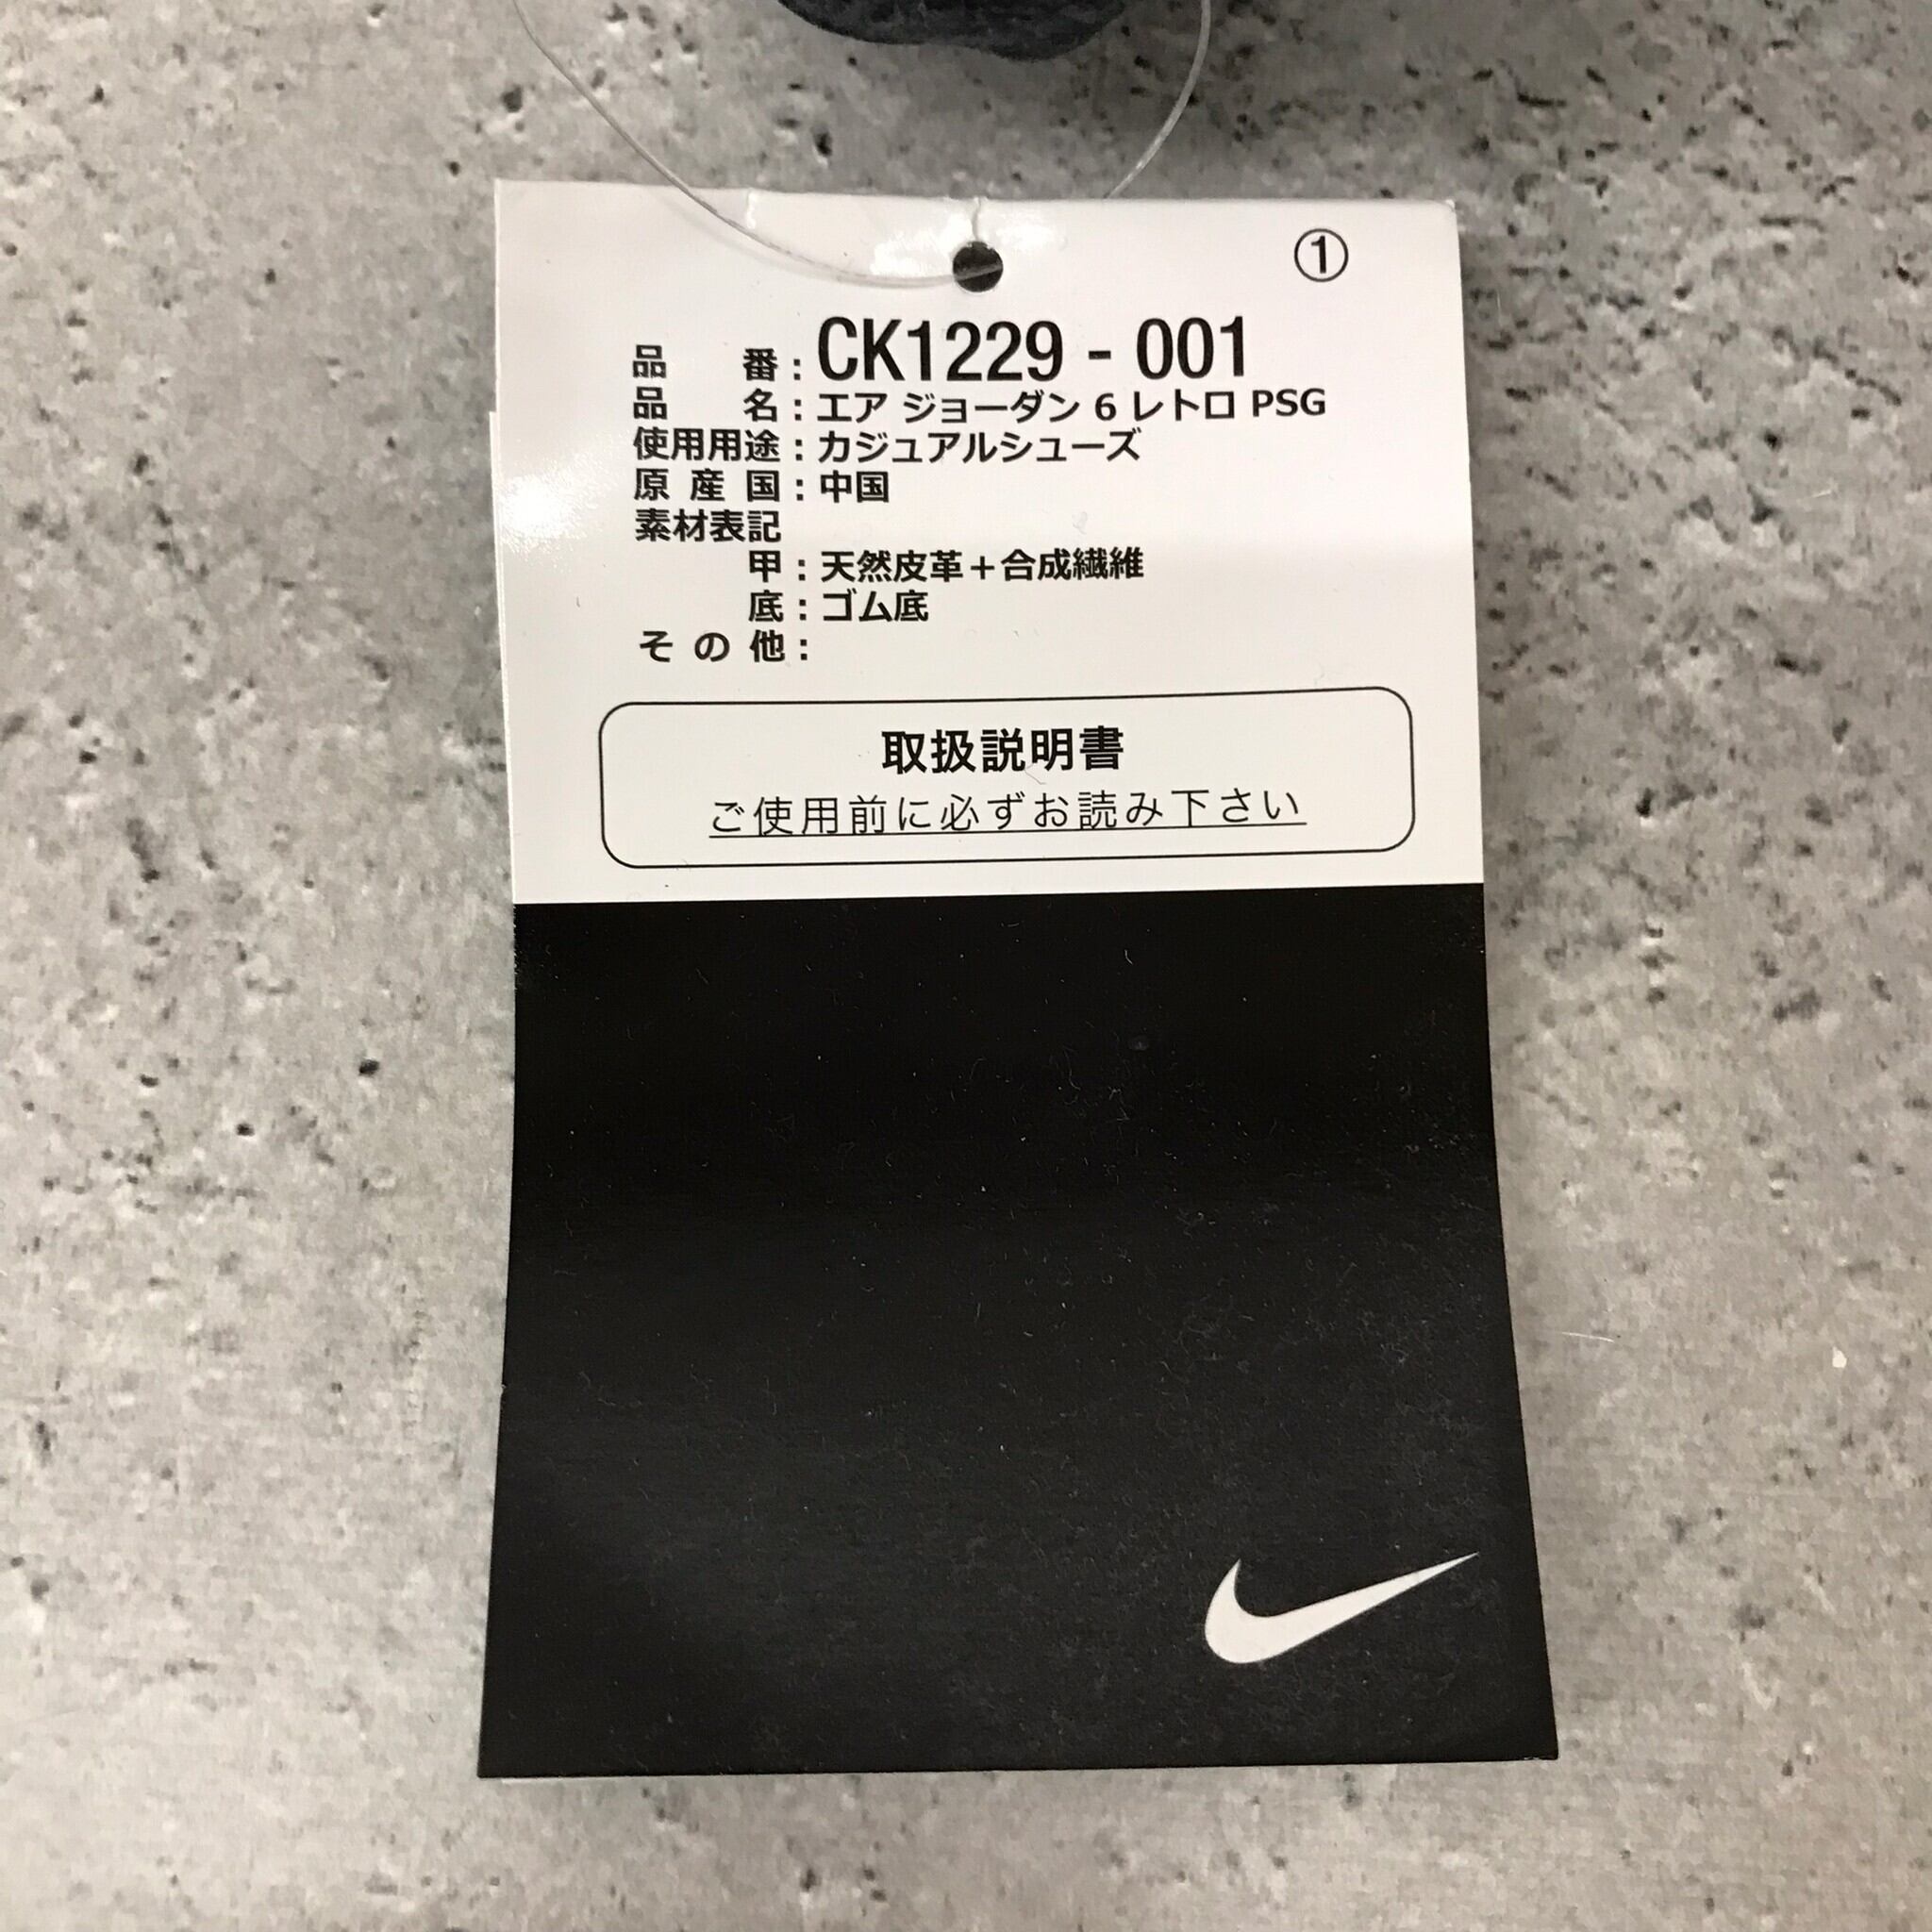 ①
品 番：CK1229 - 001
品 名：エア ジョーダン 6 レトロ PSG
使用用途：カジュアルシューズ
原 産 国：中国
素材表記
甲：天然皮革＋合成繊維
底：ゴム底
そ の 他：
取扱説明書
ご使用前に必ずお読み下さい